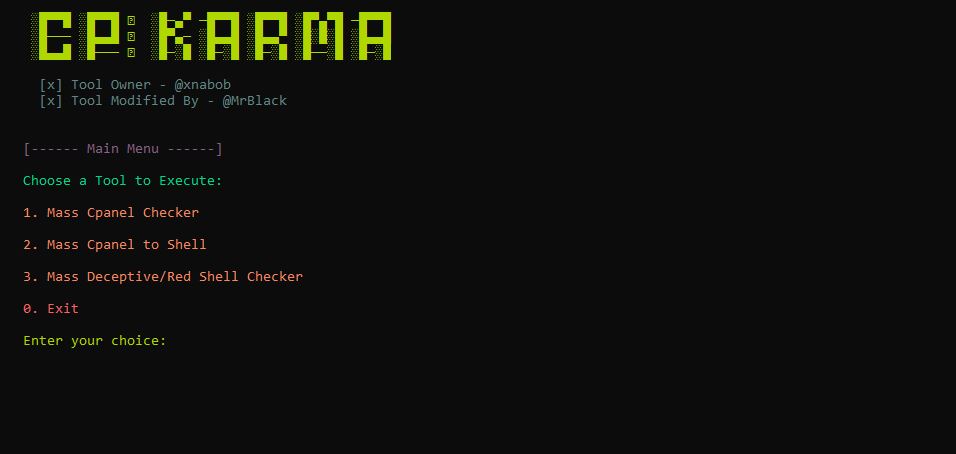 CP: KARMA
[x] Tool Owner - @xnabob
[x] Tool Modified By - @MrBlack
[------ Main Menu ------]
Choose a Tool to Execute:
1. Mass Cpanel Checker
2. Mass Cpanel to Shell
3. Mass Deceptive/Red Shell Checker
0. Exit
Enter your choice: